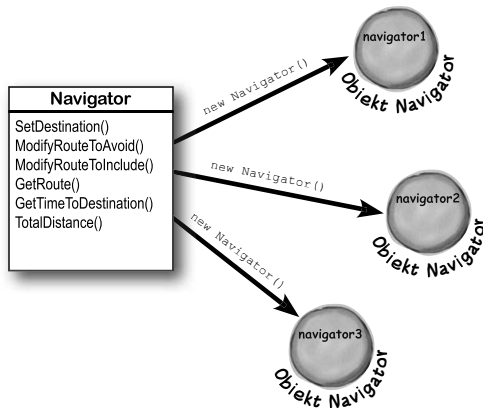 Navigator
SetDestination()
ModifyRouteToAvoid()
ModifyRouteToInclude()
GetRoute()
GetTimeToDestination()
TotalDistance()
new Navigator()
navigator1
Obiekt Navigator
new Navigator()
navigator2
Obiekt Navigator
new Navigator()
navigator3
Obiekt Navigator